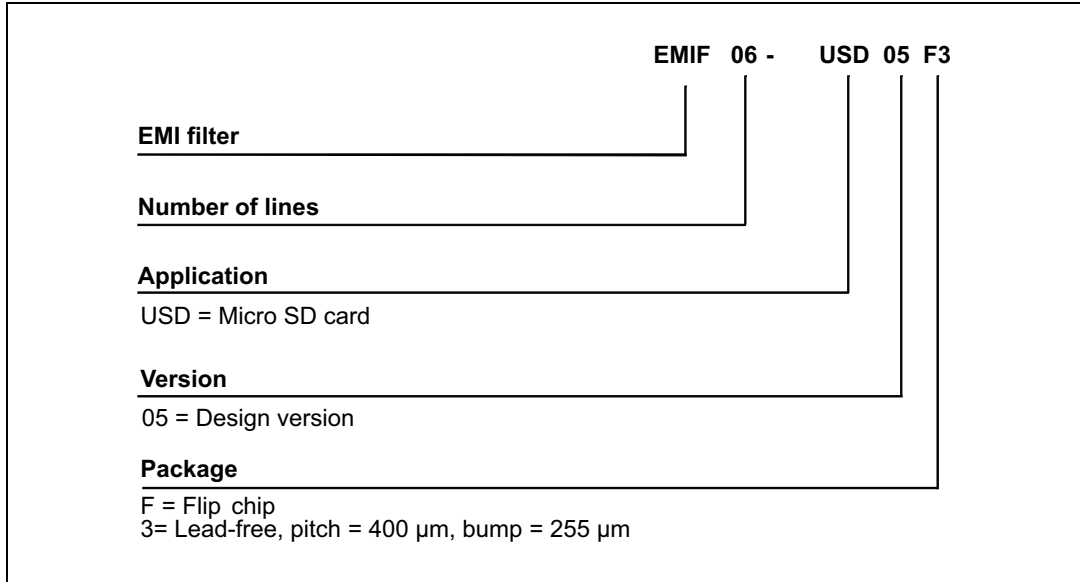 EMIF 06 - USD 05 F3
EMI filter
Number of lines
Application
USD = Micro SD card
Version
05 = Design version
Package
F = Flip chip
3= Lead-free, pitch = 400 µm, bump = 255 µm